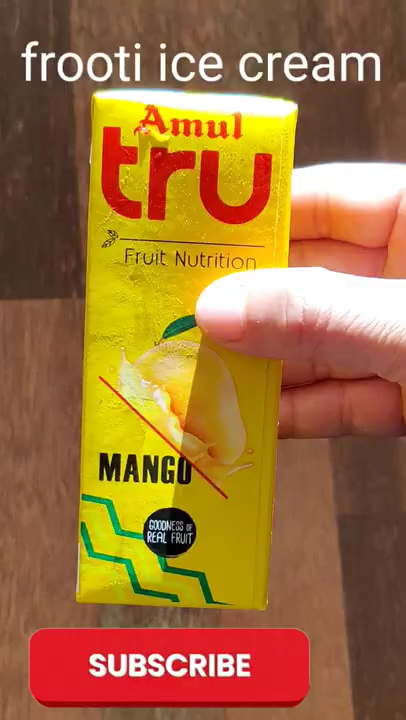 frooti ice cream
Amul
tru
Fruit Nutrition
MANGO
GOODNESS OF
REAL FRUIT
SUBSCRIBE